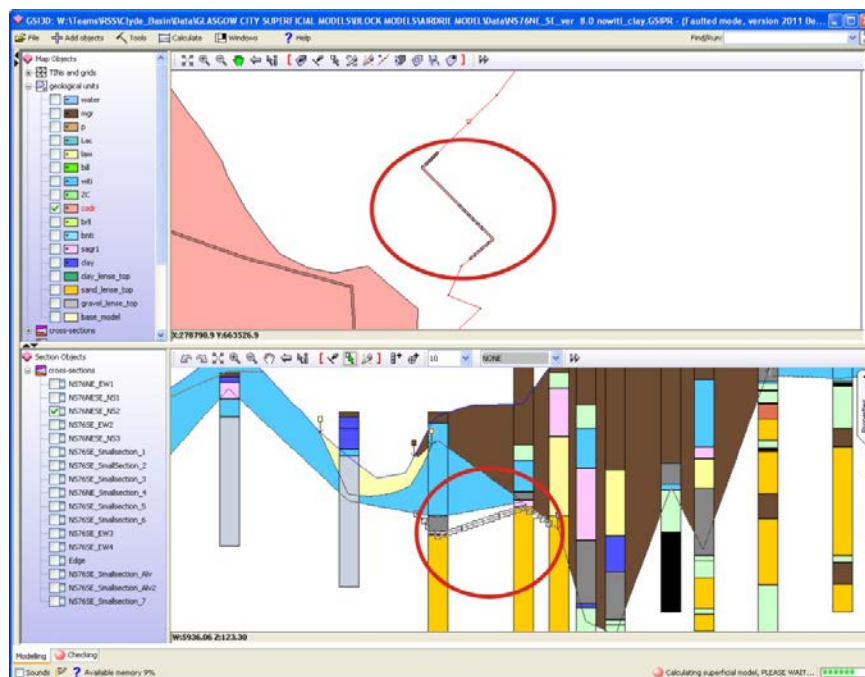 GSI3D: W:\Teams\RSS\Clyde_Basin\Data\GLASGOW CITY SUPERFICIAL MODELS\BLOCK MODELS\AIRDRIE MODEL\Data\NS76NE_SE_ver 8.0 nowiti_clay.GSIPR - (Faulted mode, version 2011 Be...
File Add objects Tools Calculate Windows Help Find/Run:
Map Objects
TINs and grids
geological units
water
mgr
p
Lac
law
bill
witi
ZC
cadr
brll
bnti
sagr1
clay
clay_lense_top
sand_lense_top
gravel_lense_top
base_model
cross-sections
X:278790.9 Y:663526.9
Section Objects
cross-sections
NS76NE_EW1
NS76NESE_NS1
NS76NESE_NS2
NS76SE_EW2
NS76NESE_NS3
NS76SE_Smallsection_1
NS76SE_SmallSection_2
NS76SE_Smallsection_3
NS76NE_Smallsection_4
NS76SE_Smallsection_5
NS76SE_Smallsection_6
NS76SE_EW3
NS76SE_EW4
Edge
NS76SE_Smallsection_Alv
NS76SE_Smallsection_Alv2
NS76SE_Smallsection_7
10 NONE
Properties
W:5936.06 Z:123.30
Modelling Checking
Sounds Available memory 9% Calculating superficial model, PLEASE WAIT...